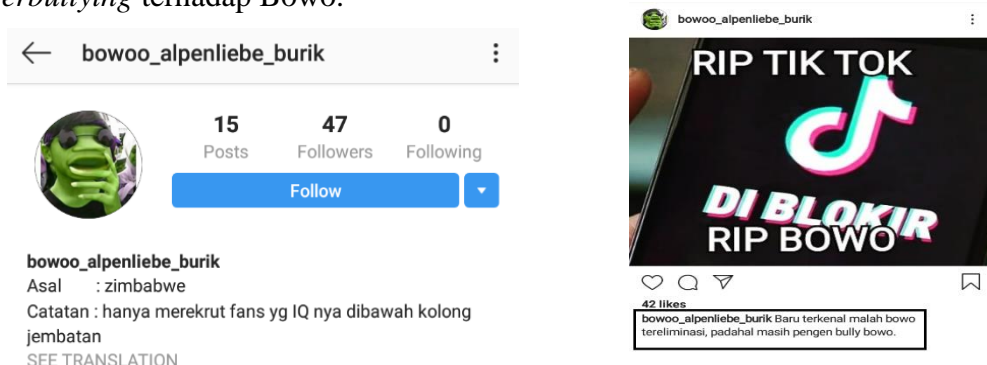 erbullying terhadap Bowo.
bowoo_alpenliebe_burik
15 47 0
Posts Followers Following
Follow
bowoo_alpenliebe_burik
Asal : zimbabwe
Catatan : hanya merekrut fans yg IQ nya dibawah kolong
jembatan
SEE TRANSLATION
bowoo_alpenliebe_burik
RIP TIK TOK
DI BLOKIR
RIP BOWO
42 likes
bowoo_alpenliebe_burik Baru terkenal malah bowo
tereliminasi, padahal masih pengen bully bowo.